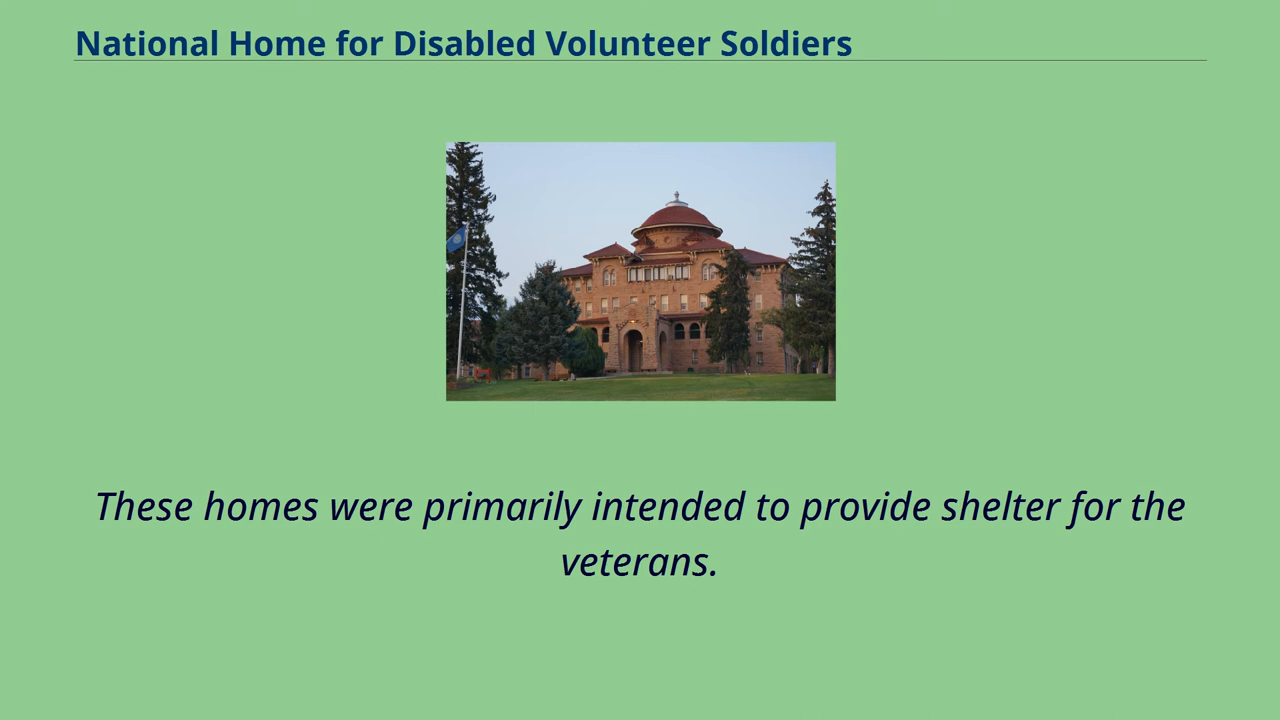 National Home for Disabled Volunteer Soldiers
These homes were primarily intended to provide shelter for the
veterans.